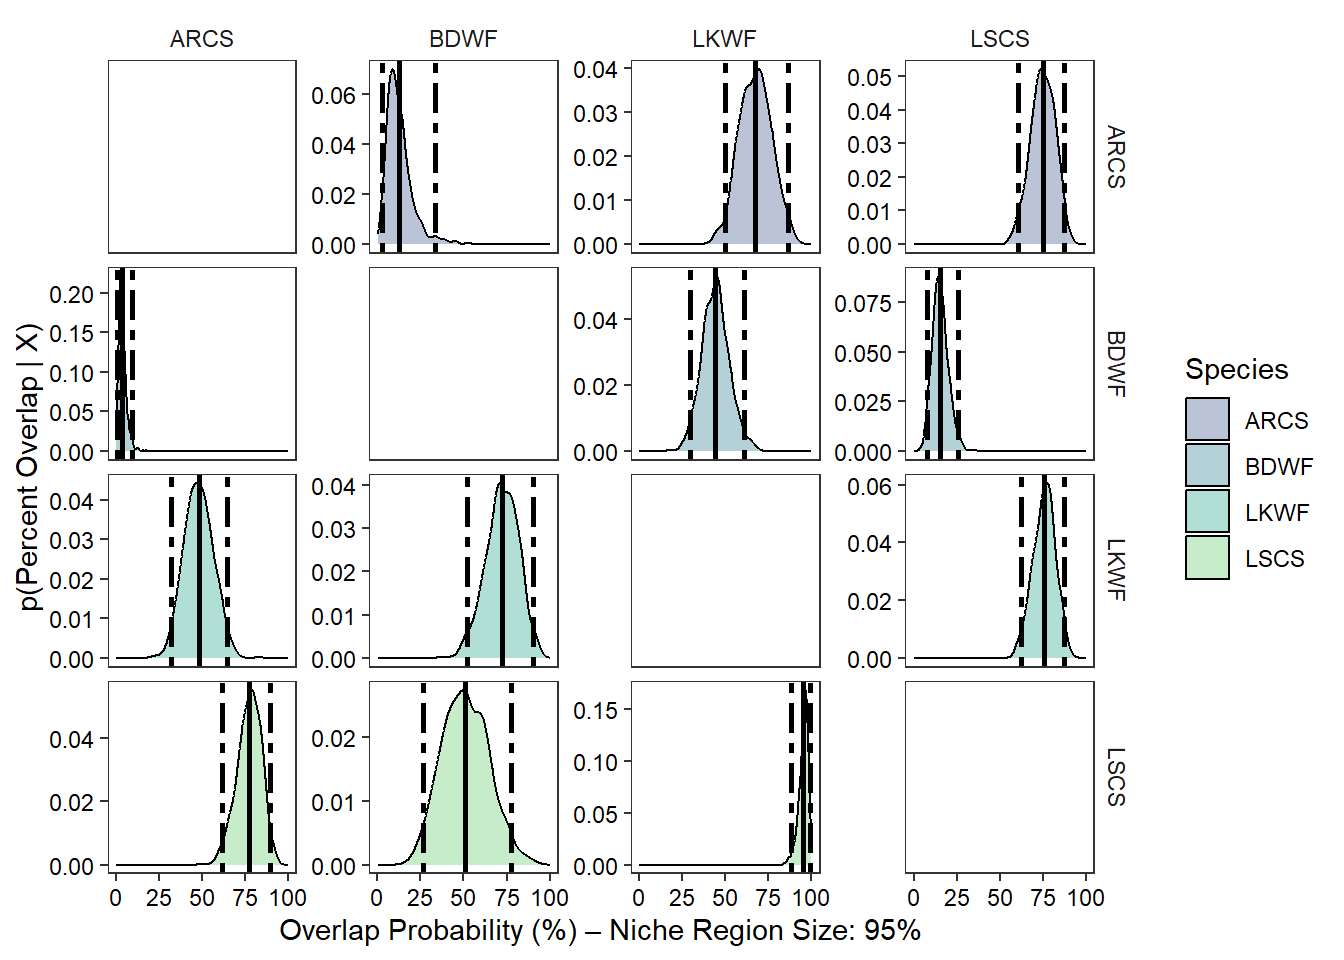 ARCS BDWF LKWF LSCS
0.06 0.04 0.02 0.00
0.04 0.03 0.02 0.01 0.00
0.05 0.04 0.03 0.02 0.01 0.00
ARCS
0.20 0.15 0.10 0.05 0.00
0.04 0.02 0.00
0.075 0.050 0.025 0.000
BDWF
0.04 0.03 0.02 0.01 0.00
0.04 0.03 0.02 0.01 0.00
0.06 0.04 0.02 0.00
LKWF
0.04 0.02 0.00
0.02 0.01 0.00
0.15 0.10 0.05 0.00
LSCS
0 25 50 75 100 0 25 50 75 100 0 25 50 75 100 0 25 50 75 100
Overlap Probability (%) – Niche Region Size: 95%
p(Percent Overlap | X)
Species
ARCS
BDWF
LKWF
LSCS